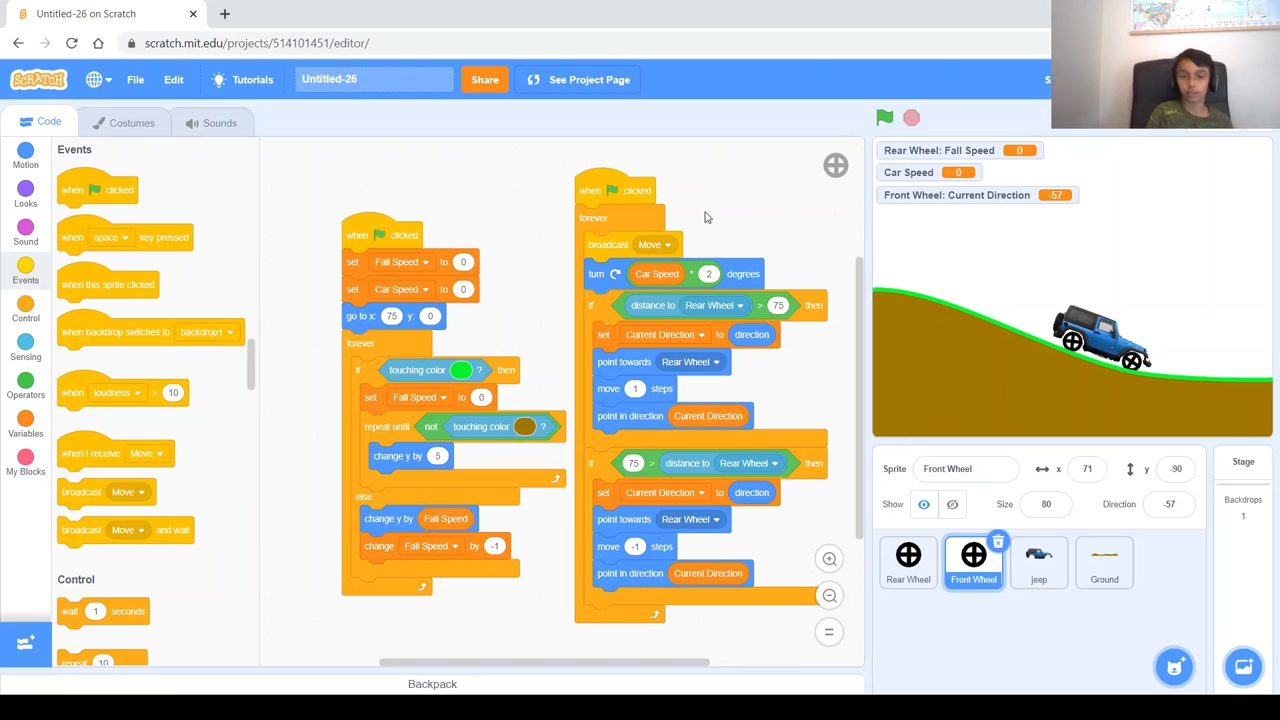 Untitled-26 on Scratch
scratch.mit.edu/projects/514101451/editor/
SCRATCH
File
Edit
Tutorials
Untitled-26
Share
See Project Page
S
Code
Costumes
Sounds
Motion
Looks
Sound
Events
Control
Sensing
Operators
Variables
My Blocks
Events
when clicked
when space key pressed
when this sprite clicked
when backdrop switches to backdrop1
when loudness > 10
when I receive Move
broadcast Move
broadcast Move and wait
Control
wait 1 seconds
repeat 10
when clicked
set Fall Speed to 0
set Car Speed to 0
go to x: 75 y: 0
forever
if touching color ? then
set Fall Speed to 0
repeat until not touching color ?
change y by 5
else
change y by Fall Speed
change Fall Speed by -1
when clicked
forever
broadcast Move
turn Car Speed * 2 degrees
if distance to Rear Wheel > 75 then
set Current Direction to direction
point towards Rear Wheel
move 1 steps
point in direction Current Direction
if 75 > distance to Rear Wheel then
set Current Direction to direction
point towards Rear Wheel
move -1 steps
point in direction Current Direction
Backpack
Rear Wheel: Fall Speed 0
Car Speed 0
Front Wheel: Current Direction -57
Sprite Front Wheel x 71 y -90
Show Size 80 Direction -57
Rear Wheel
Front Wheel
jeep
Ground
Stage
Backdrops
1